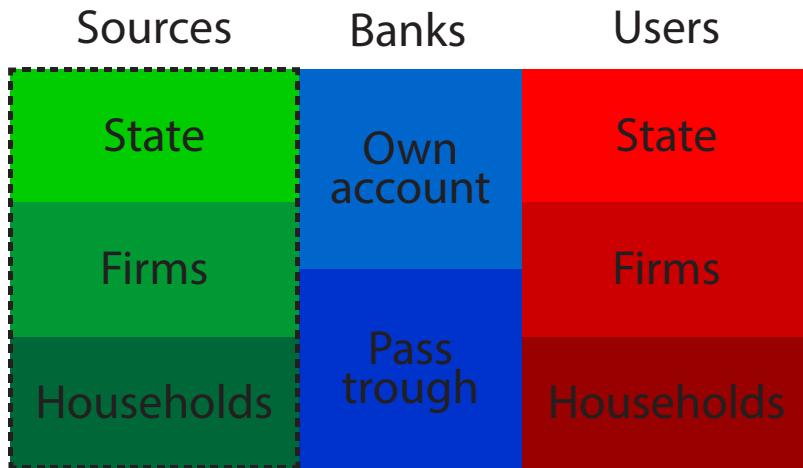 Sources
Banks
Users
State
Firms
Households
Own
account
Pass
trough
State
Firms
Households